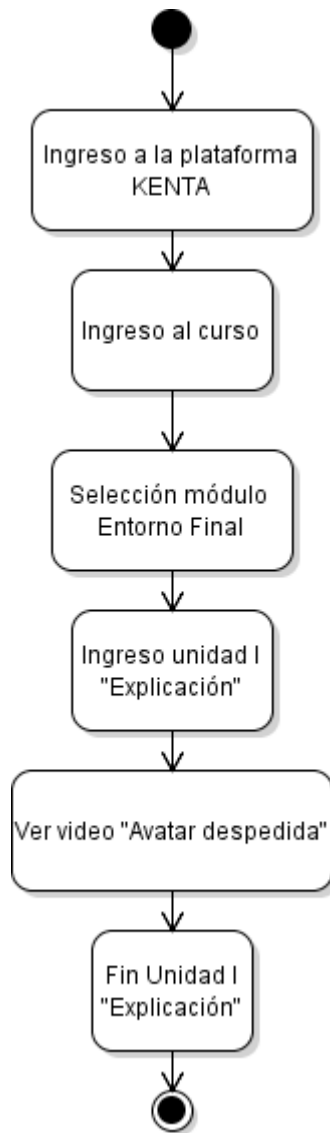 Ingreso a la plataforma
KENTA
Ingreso al curso
Selección módulo
Entorno Final
Ingreso unidad I
"Explicación"
Ver video "Avatar despedida"
Fin Unidad I
"Explicación"